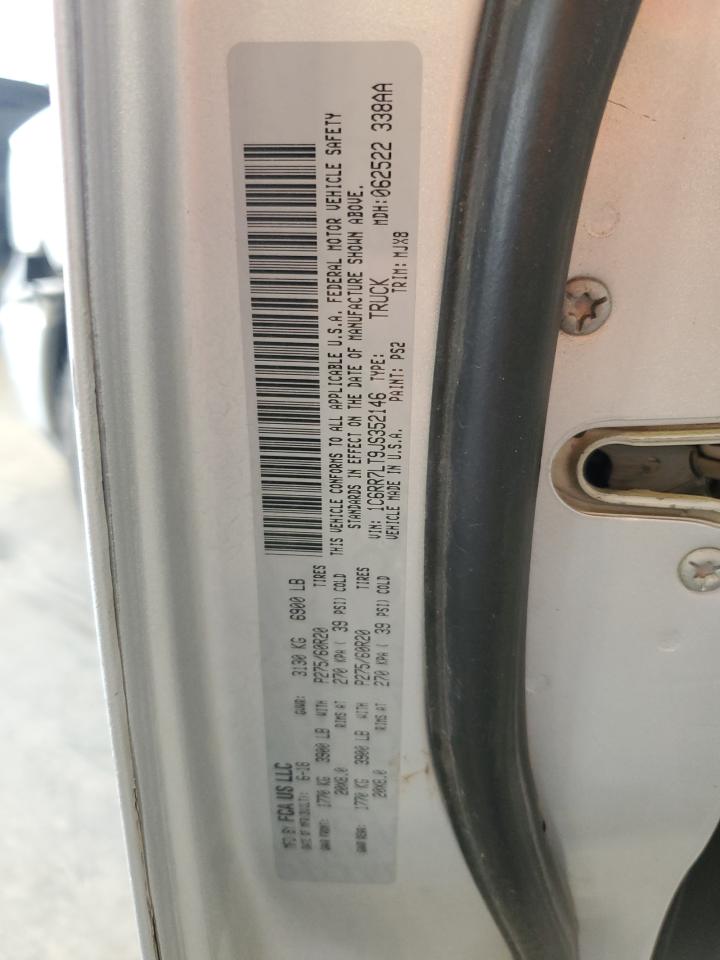 MFD BY FCA US LLC
DATE OF MFR(BUILT): 6-18 GVWR: 3130 KG 6900 LB
GAWR FRONT: 1770 KG 3900 LB WITH P275/60R20 TIRES
20X8.0 RIMS AT 270 KPA ( 39 PSI) COLD
GAWR REAR: 1770 KG 3900 LB WITH P275/60R20 TIRES
20X8.0 RIMS AT 270 KPA ( 39 PSI) COLD
THIS VEHICLE CONFORMS TO ALL APPLICABLE U.S.A. FEDERAL MOTOR VEHICLE SAFETY
STANDARDS IN EFFECT ON THE DATE OF MANUFACTURE SHOWN ABOVE.
VIN: 1C6RR7LT9JS352146 TYPE: TRUCK MDH:062522 338AA
VEHICLE MADE IN U.S.A. PAINT: PS2 TRIM:MJX8